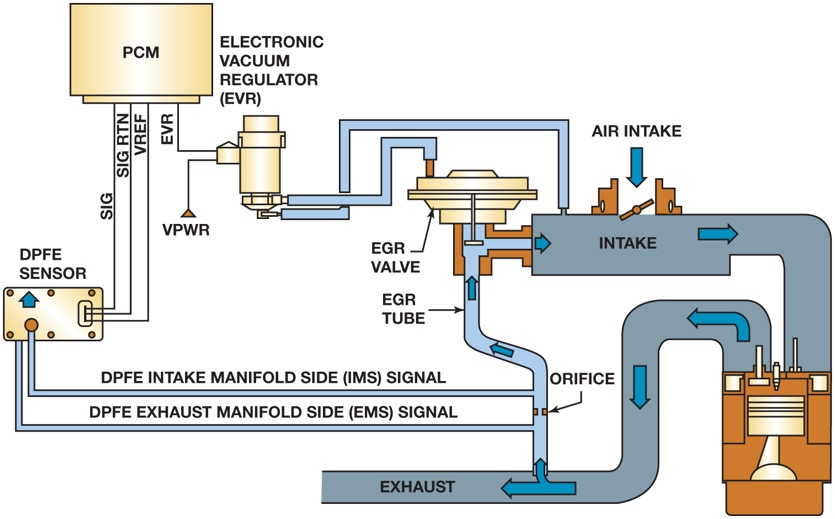 PCM
ELECTRONIC
VACUUM
REGULATOR
(EVR)
SIG
SIG RTN
VREF
EVR
VPWR
AIR INTAKE
DPFE
SENSOR
EGR
VALVE
INTAKE
EGR
TUBE
DPFE INTAKE MANIFOLD SIDE (IMS) SIGNAL
ORIFICE
DPFE EXHAUST MANIFOLD SIDE (EMS) SIGNAL
EXHAUST